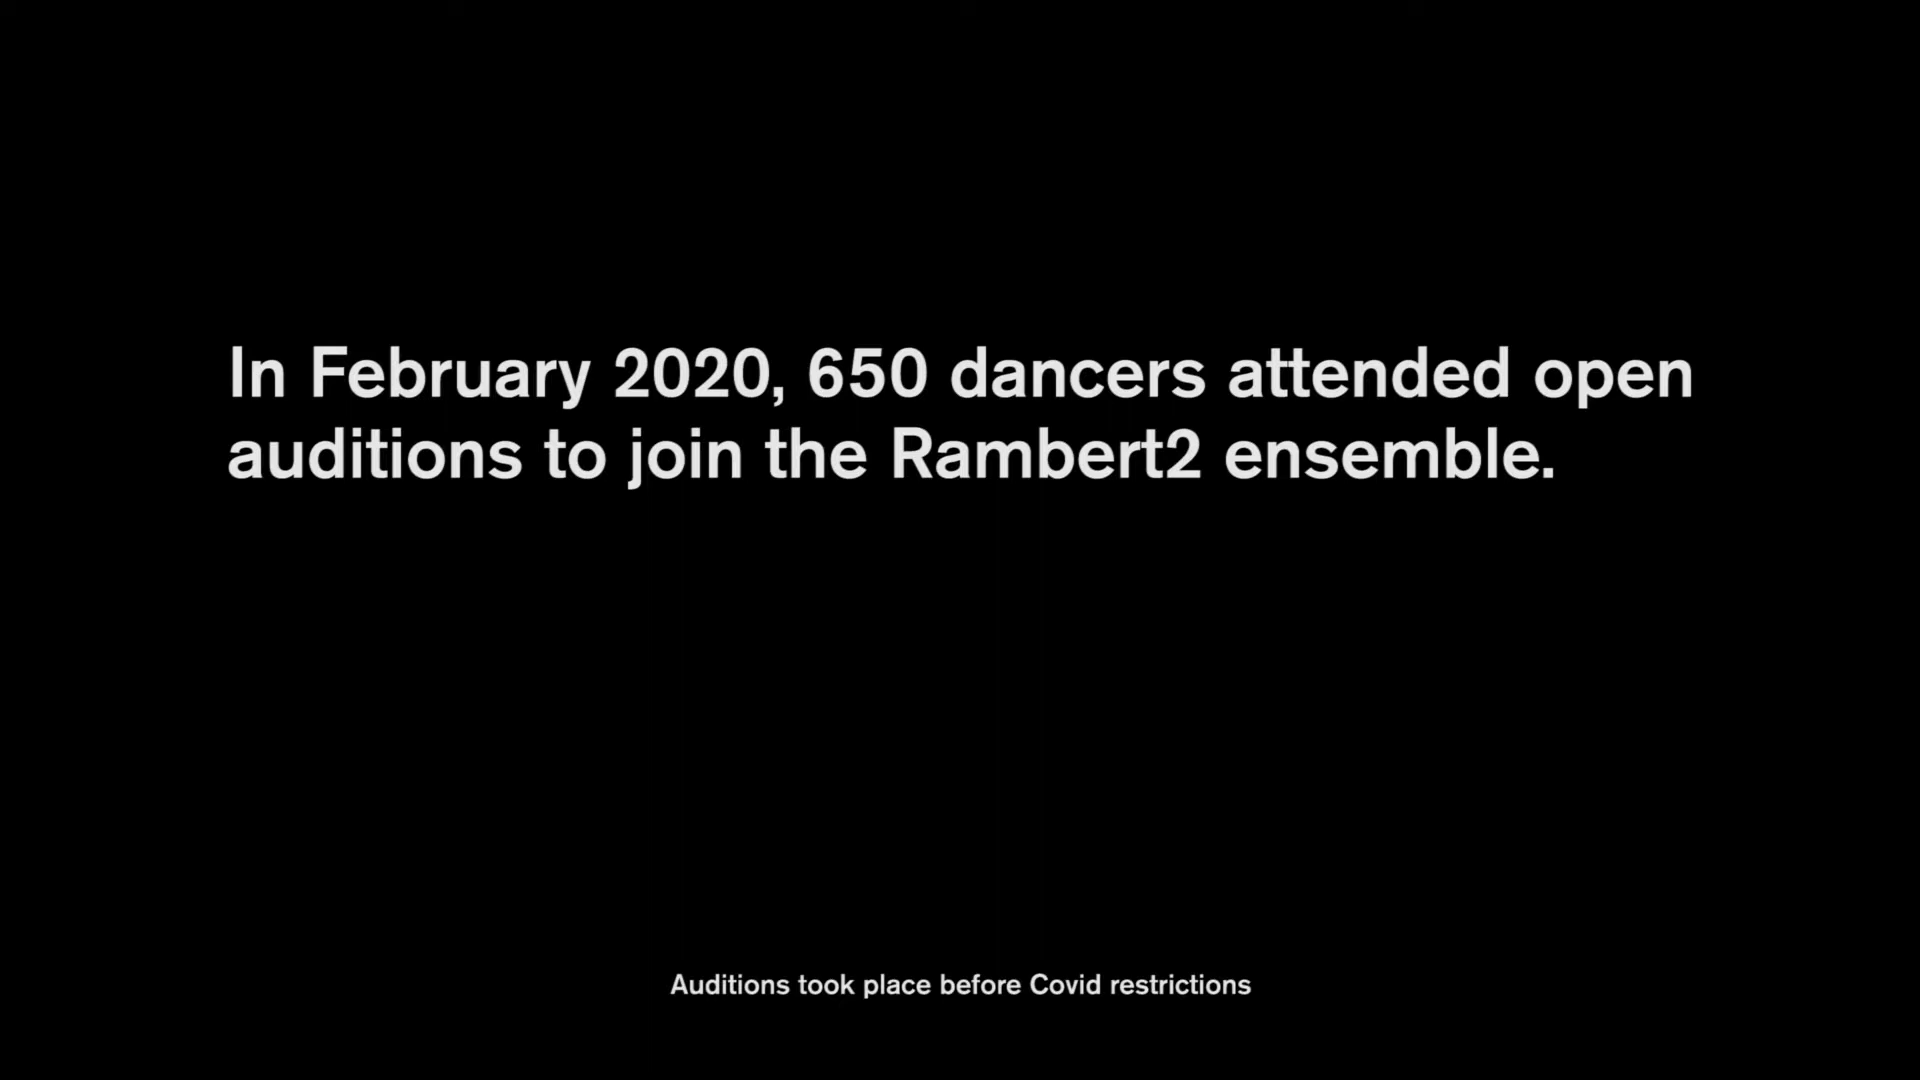 In February 2020, 650 dancers attended open
auditions to join the Rambert2 ensemble.
Auditions took place before Covid restrictions